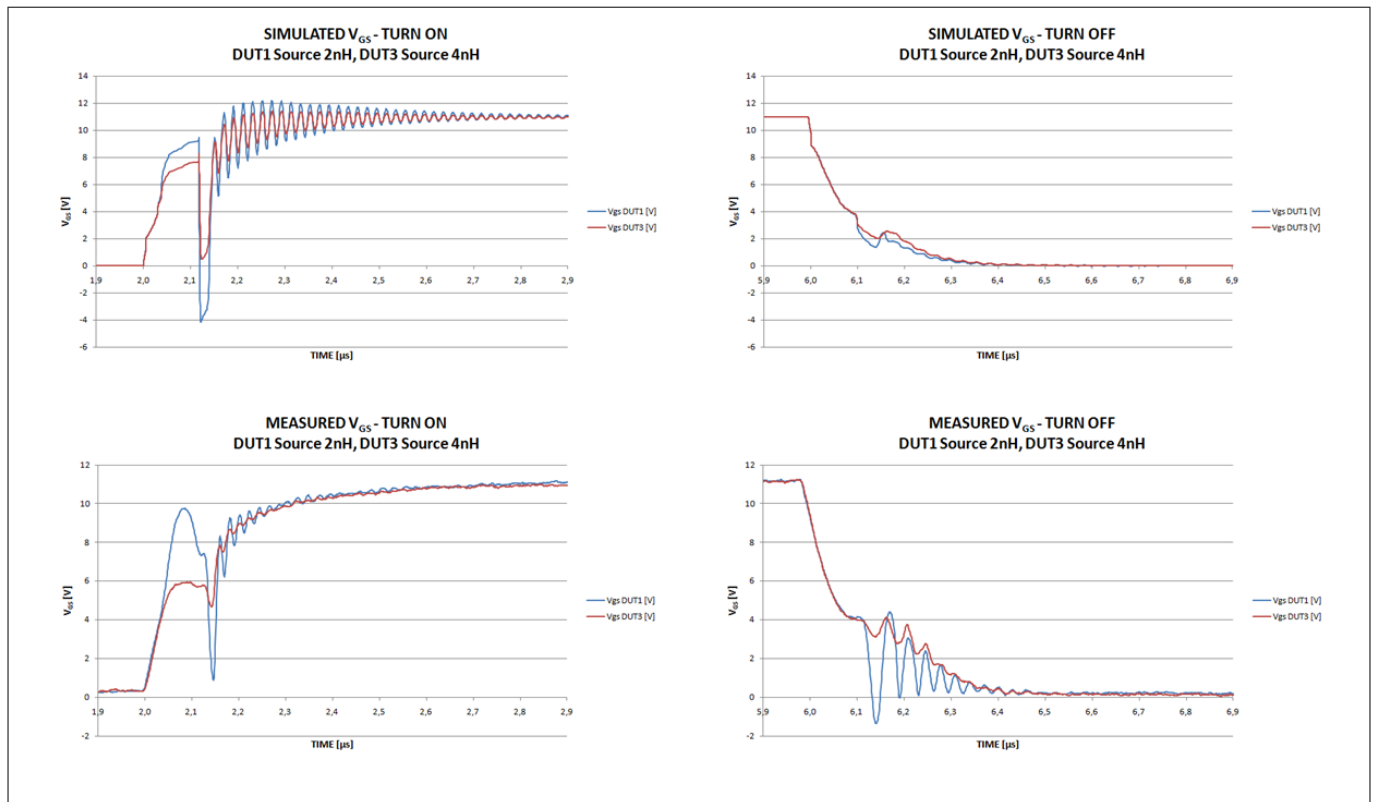 SIMULATED VGS - TURN ON
DUT1 Source 2nH, DUT3 Source 4nH
14
12
10
8
6
4
2
0
-2
-4
-6
VGS [V]
1,9 2,0 2,1 2,2 2,3 2,4 2,5 2,6 2,7 2,8 2,9
TIME [µs]
Vgs DUT1 [V]
Vgs DUT3 [V]
SIMULATED VGS - TURN OFF
DUT1 Source 2nH, DUT3 Source 4nH
14
12
10
8
6
4
2
0
-2
-4
-6
VGS [V]
5,9 6,0 6,1 6,2 6,3 6,4 6,5 6,6 6,7 6,8 6,9
TIME [µs]
Vgs DUT1 [V]
Vgs DUT3 [V]
MEASURED VGS - TURN ON
DUT1 Source 2nH, DUT3 Source 4nH
12
10
8
6
4
2
0
-2
VGS [V]
1,9 2,0 2,1 2,2 2,3 2,4 2,5 2,6 2,7 2,8 2,9
TIME [µs]
Vgs DUT1 [V]
Vgs DUT3 [V]
MEASURED VGS - TURN OFF
DUT1 Source 2nH, DUT3 Source 4nH
12
10
8
6
4
2
0
-2
VGS [V]
5,9 6,0 6,1 6,2 6,3 6,4 6,5 6,6 6,7 6,8 6,9
TIME [µs]
Vgs DUT1 [V]
Vgs DUT3 [V]